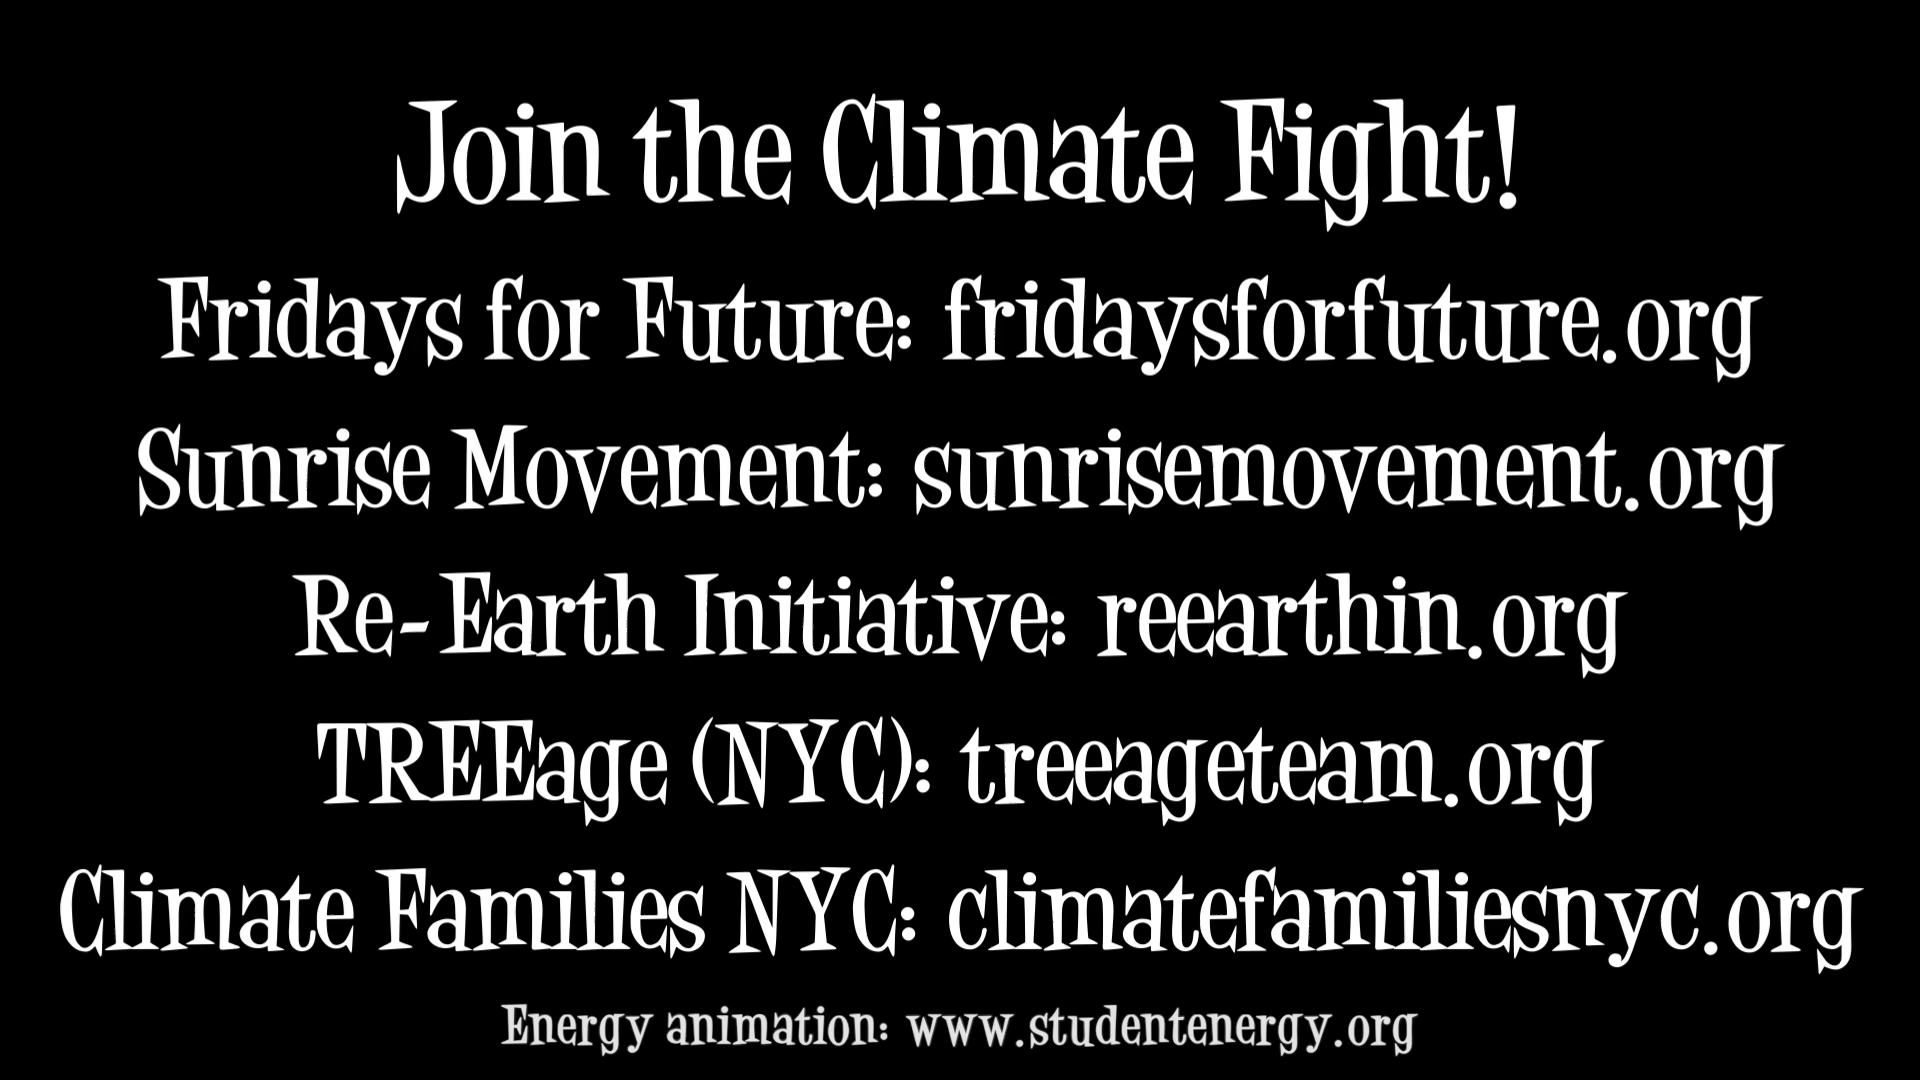 Join the Climate Fight!
Fridays for Future: fridaysforfuture.org
Sunrise Movement: sunrisemovement.org
Re-Earth Initiative: reearthin.org
TREEage (NYC): treeageteam.org
Climate Families NYC: climatefamiliesnyc.org
Energy animation: www.studentenergy.org